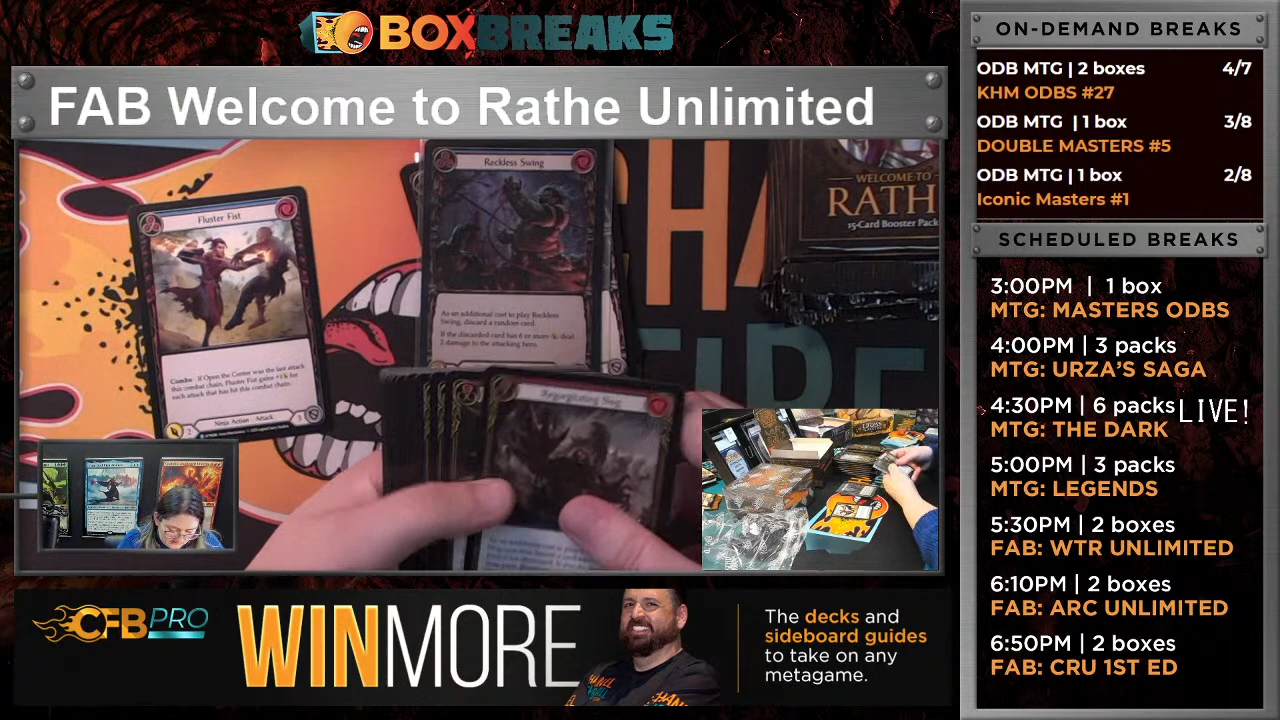 BOXBREAKS
FAB Welcome to Rathe Unlimited
Reckless Swing
As an additional cost to play Reckless
Swing, discard a random card.
If the discarded card has 6 or more
2 damage to the attacking hero.
Fluster Fist
Combo - If Open the Center was the last attack
this combat chain, Fluster Fist gains
each attack that has hit this combat chain.
Ninja Action - Attack
WELCOME TO
RATH
15-Card Booster Pack
Regurgitating Slog
CFBPRO
WINMORE
The decks and
sideboard guides
to take on any
metagame.
ON-DEMAND BREAKS
ODB MTG | 2 boxes 4/7
KHM ODBS #27
ODB MTG | 1 box 3/8
DOUBLE MASTERS #5
ODB MTG | 1 box 2/8
Iconic Masters #1
SCHEDULED BREAKS
3:00PM | 1 box
MTG: MASTERS ODBS
4:00PM | 3 packs
MTG: URZA'S SAGA
4:30PM | 6 packs LIVE!
MTG: THE DARK
5:00PM | 3 packs
MTG: LEGENDS
5:30PM | 2 boxes
FAB: WTR UNLIMITED
6:10PM | 2 boxes
FAB: ARC UNLIMITED
6:50PM | 2 boxes
FAB: CRU 1ST ED